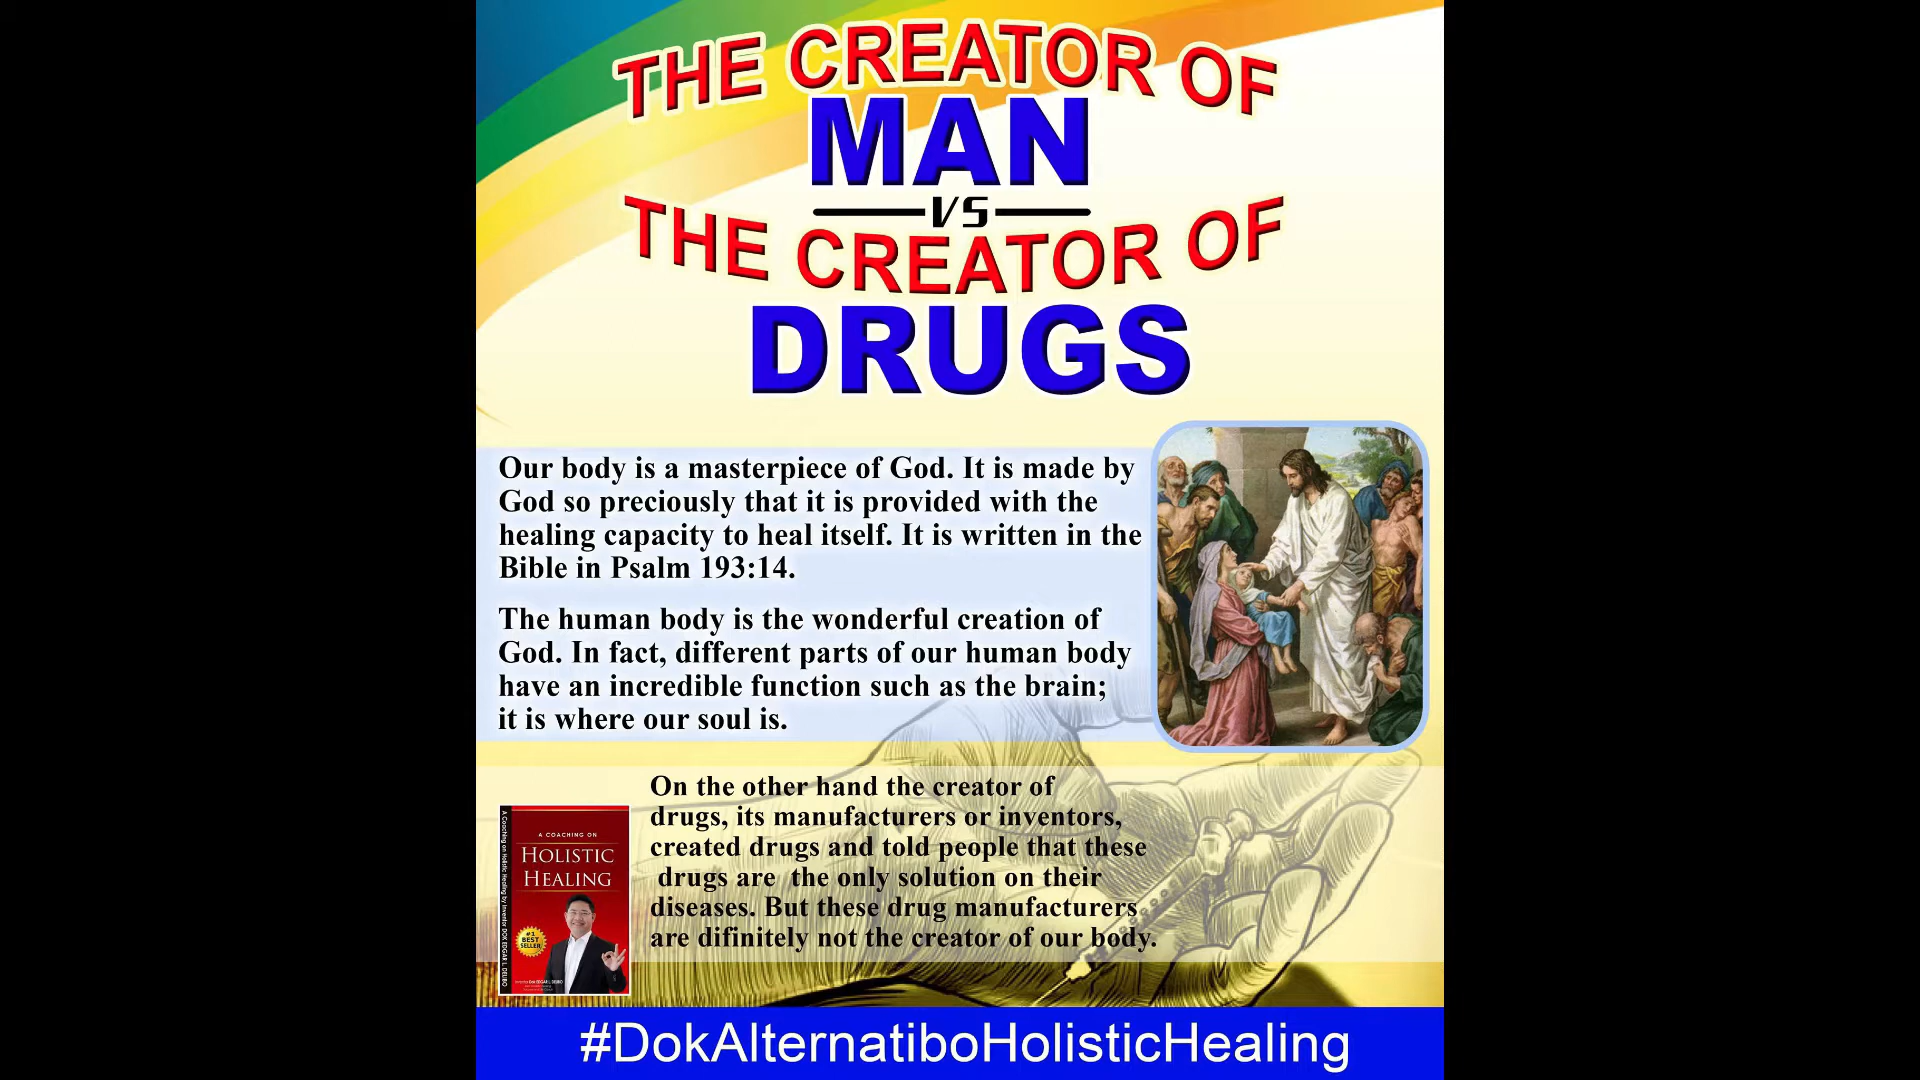 THE CREATOR OF
MAN
VS
THE CREATOR OF
DRUGS
Our body is a masterpiece of God. It is made by
God so preciously that it is provided with the
healing capacity to heal itself. It is written in the
Bible in Psalm 193:14.
The human body is the wonderful creation of
God. In fact, different parts of our human body
have an incredible function such as the brain;
it is where our soul is.
On the other hand the creator of
drugs, its manufacturers or inventors,
created drugs and told people that these
drugs are the only solution on their
diseases. But these drug manufacturers
are difinitely not the creator of our body.
A COACHING ON
HOLISTIC
HEALING
#1
BEST
SELLER
#DokAlternatiboHolisticHealing